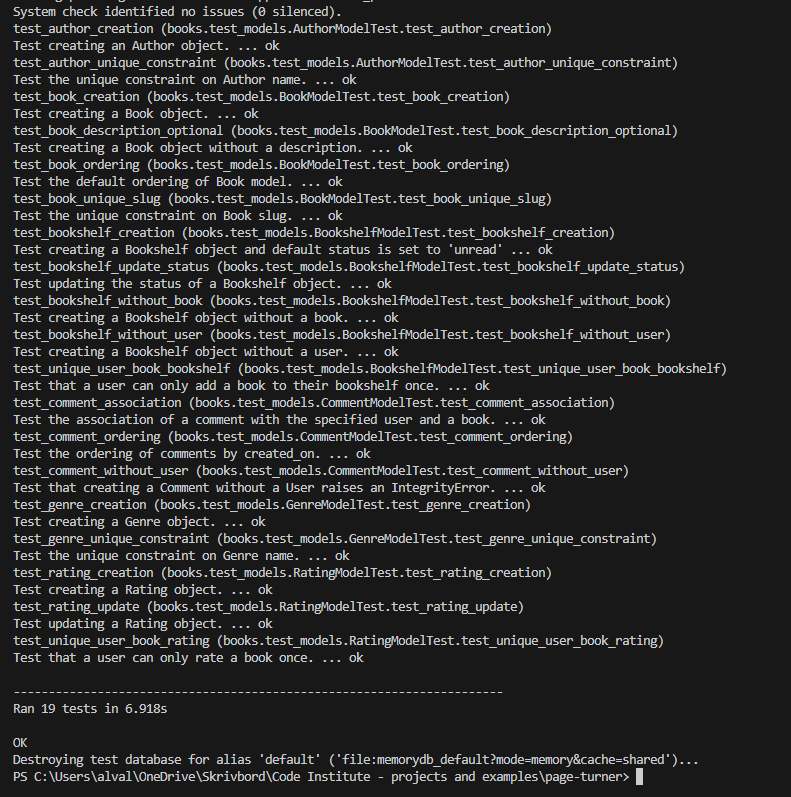 System check identified no issues (0 silenced).
test_author_creation (books.test_models.AuthorModelTest.test_author_creation)
Test creating an Author object. ... ok
test_author_unique_constraint (books.test_models.AuthorModelTest.test_author_unique_constraint)
Test the unique constraint on Author name. ... ok
test_book_creation (books.test_models.BookModelTest.test_book_creation)
Test creating a Book object. ... ok
test_book_description_optional (books.test_models.BookModelTest.test_book_description_optional)
Test creating a Book object without a description. ... ok
test_book_ordering (books.test_models.BookModelTest.test_book_ordering)
Test the default ordering of Book model. ... ok
test_book_unique_slug (books.test_models.BookModelTest.test_book_unique_slug)
Test the unique constraint on Book slug. ... ok
test_bookshelf_creation (books.test_models.BookshelfModelTest.test_bookshelf_creation)
Test creating a Bookshelf object and default status is set to 'unread' ... ok
test_bookshelf_update_status (books.test_models.BookshelfModelTest.test_bookshelf_update_status)
Test updating the status of a Bookshelf object. ... ok
test_bookshelf_without_book (books.test_models.BookshelfModelTest.test_bookshelf_without_book)
Test creating a Bookshelf object without a book. ... ok
test_bookshelf_without_user (books.test_models.BookshelfModelTest.test_bookshelf_without_user)
Test creating a Bookshelf object without a user. ... ok
test_unique_user_book_bookshelf (books.test_models.BookshelfModelTest.test_unique_user_book_bookshelf)
Test that a user can only add a book to their bookshelf once. ... ok
test_comment_association (books.test_models.CommentModelTest.test_comment_association)
Test the association of a comment with the specified user and a book. ... ok
test_comment_ordering (books.test_models.CommentModelTest.test_comment_ordering)
Test the ordering of comments by created_on. ... ok
test_comment_without_user (books.test_models.CommentModelTest.test_comment_without_user)
Test that creating a Comment without a User raises an IntegrityError. ... ok
test_genre_creation (books.test_models.GenreModelTest.test_genre_creation)
Test creating a Genre object. ... ok
test_genre_unique_constraint (books.test_models.GenreModelTest.test_genre_unique_constraint)
Test the unique constraint on Genre name. ... ok
test_rating_creation (books.test_models.RatingModelTest.test_rating_creation)
Test creating a Rating object. ... ok
test_rating_update (books.test_models.RatingModelTest.test_rating_update)
Test updating a Rating object. ... ok
test_unique_user_book_rating (books.test_models.RatingModelTest.test_unique_user_book_rating)
Test that a user can only rate a book once. ... ok
----------------------------------------------------------------------
Ran 19 tests in 6.918s
OK
Destroying test database for alias 'default' ('file:memorydb_default?mode=memory&cache=shared')...
PS C:\Users\alval\OneDrive\Skrivbord\Code Institute - projects and examples\page-turner>